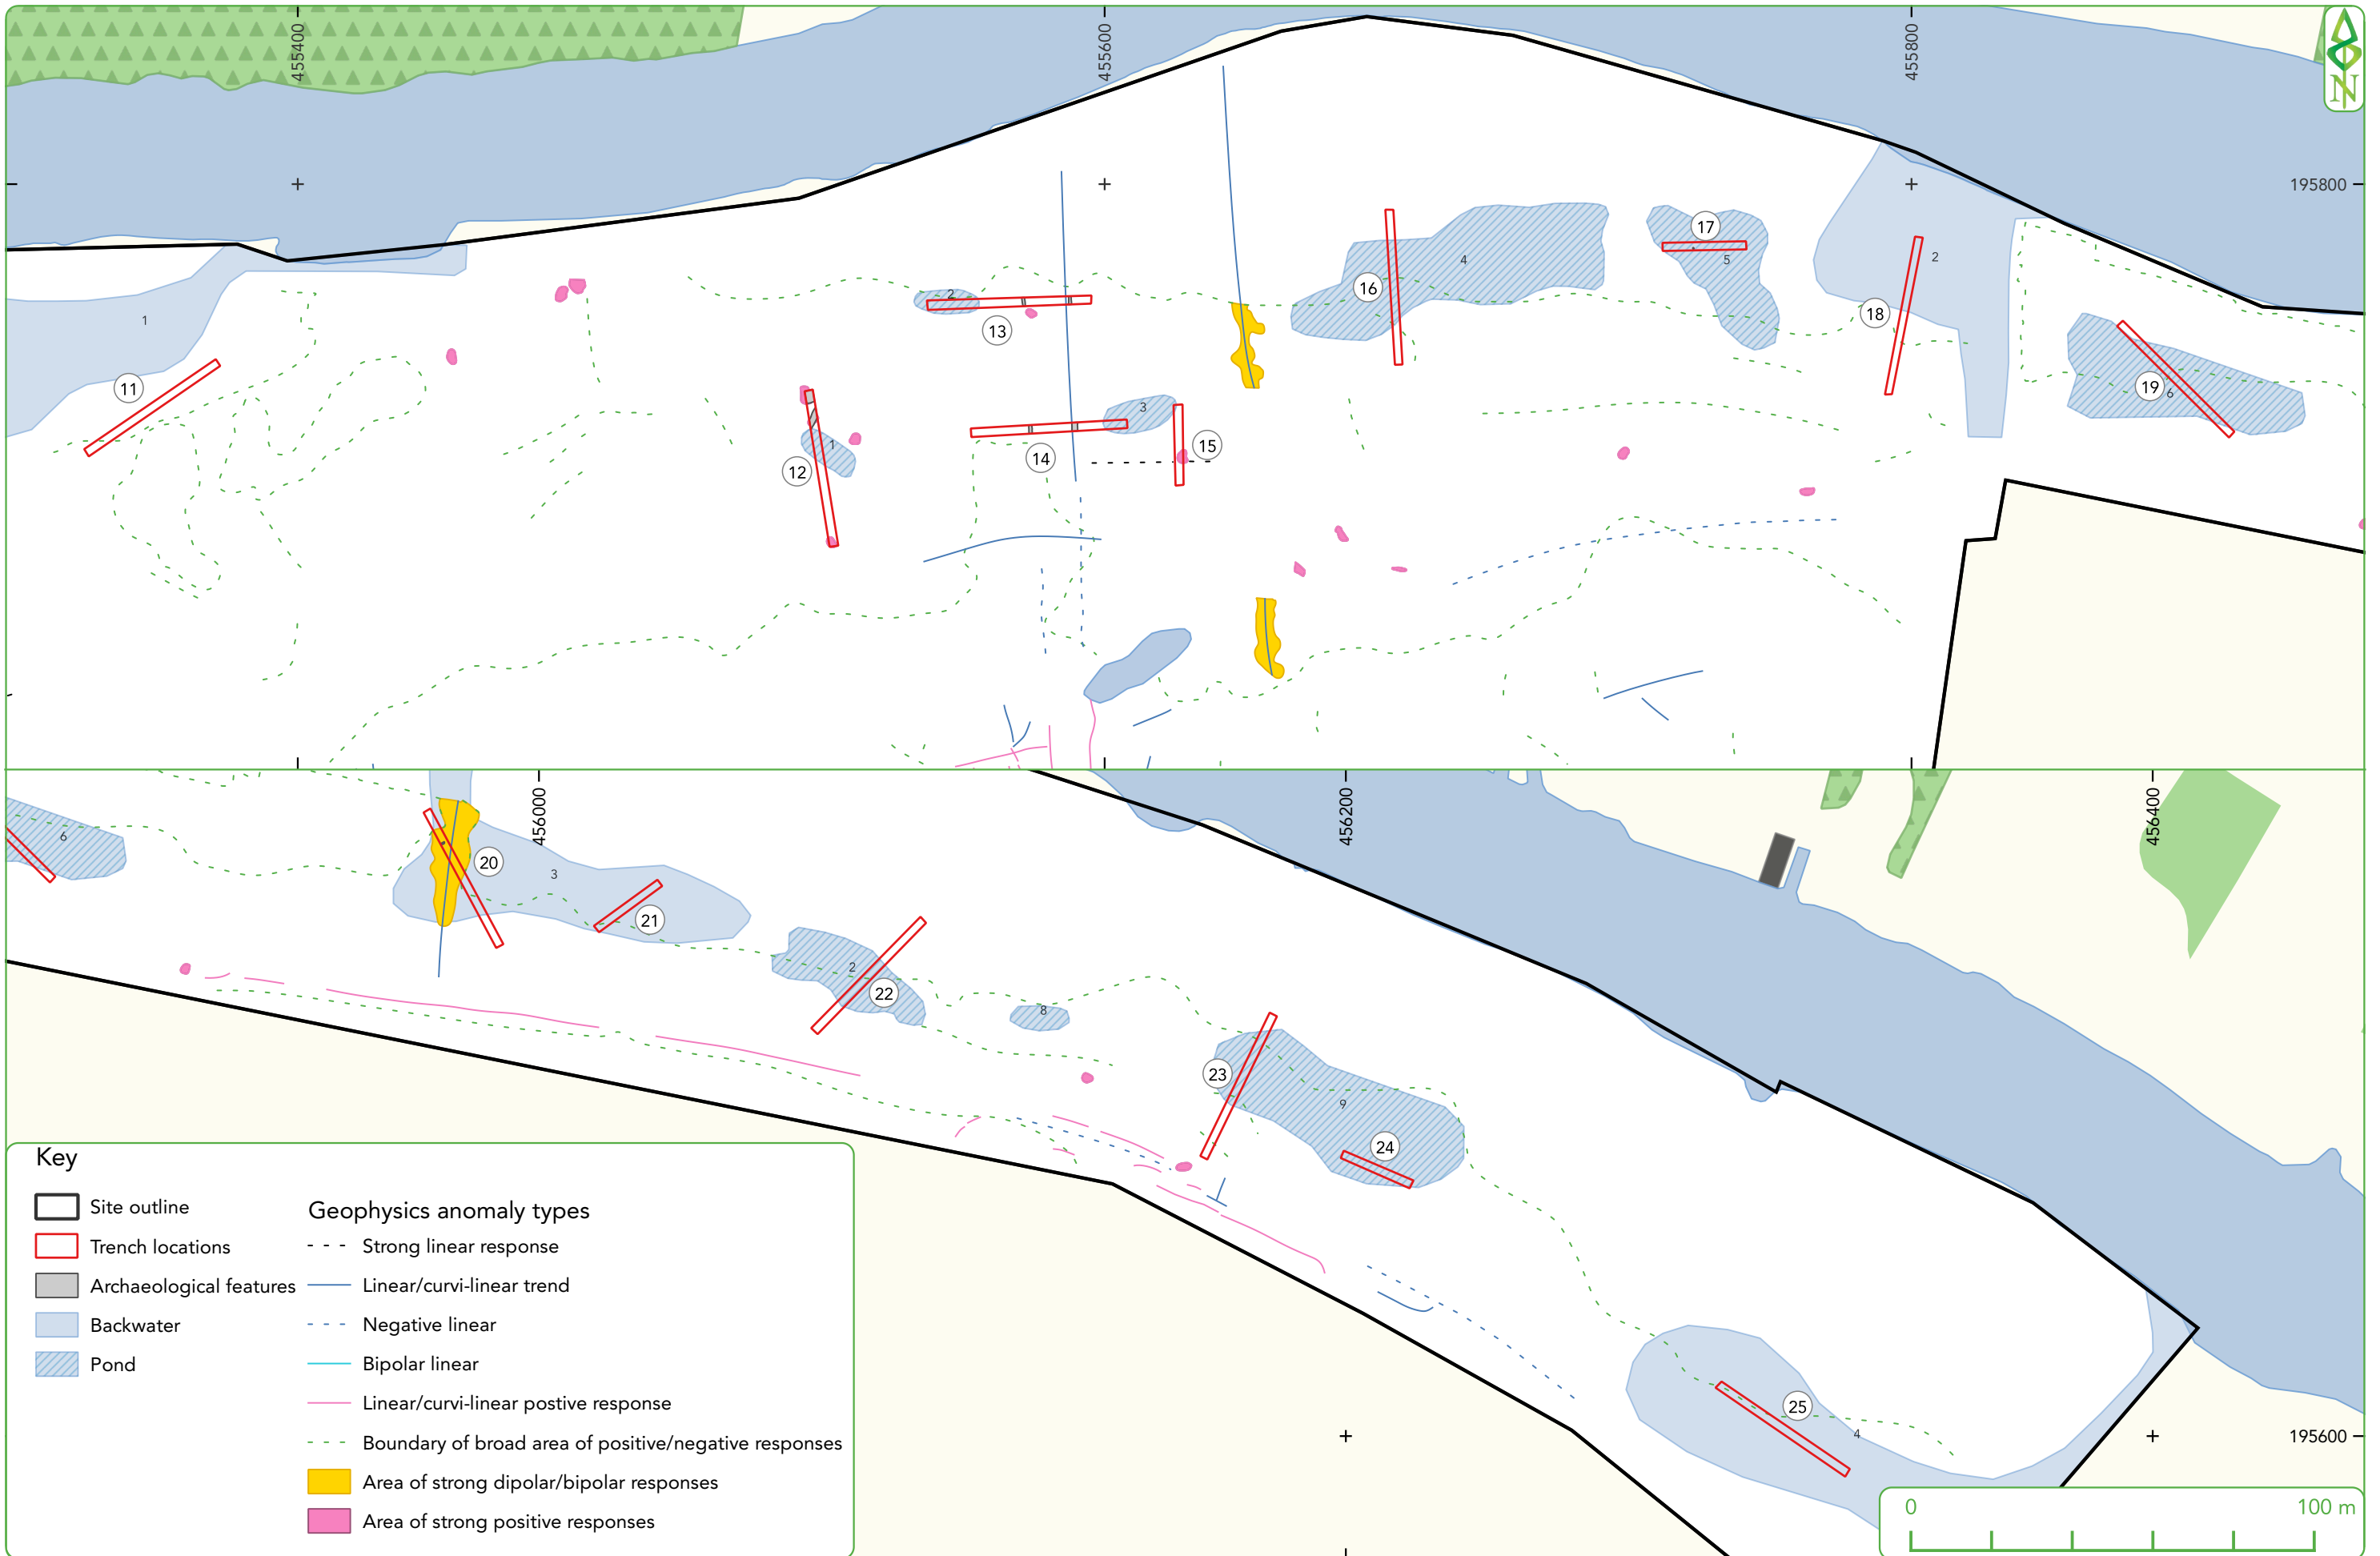 455400
455600
455800
N
195800
1
2
3
4
5
2
6
1
11
12
13
14
15
16
17
18
19
456000
456200
456400
6
3
2
8
9
4
20
21
22
23
24
25
195600
Key
Site outline
Trench locations
Archaeological features
Backwater
Pond
Geophysics anomaly types
Strong linear response
Linear/curvi-linear trend
Negative linear
Bipolar linear
Linear/curvi-linear postive response
Boundary of broad area of positive/negative responses
Area of strong dipolar/bipolar responses
Area of strong positive responses
0 100 m